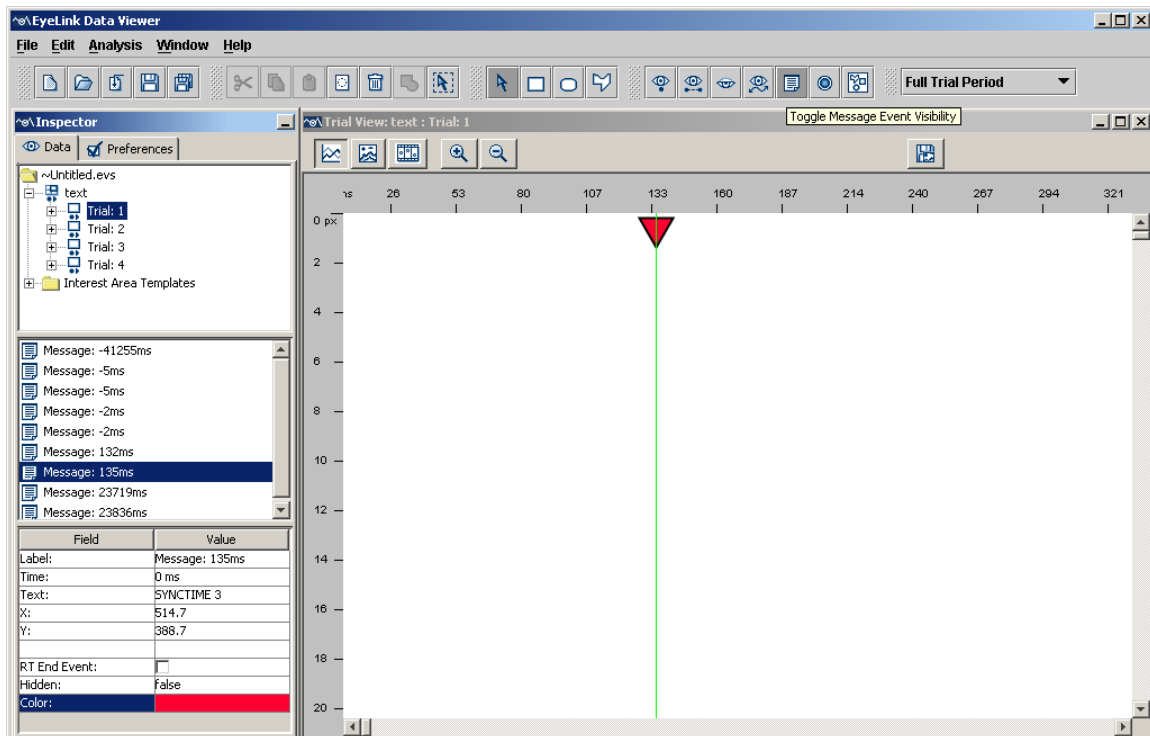 EyeLink Data Viewer
File Edit Analysis Window Help
Full Trial Period
Toggle Message Event Visibility
Inspector
Data Preferences
~Untitled.evs
text
Trial: 1
Trial: 2
Trial: 3
Trial: 4
Interest Area Templates
Message: -41255ms
Message: -5ms
Message: -5ms
Message: -2ms
Message: -2ms
Message: 132ms
Message: 135ms
Message: 23719ms
Message: 23836ms
Field Value
Label: Message: 135ms
Time: 0 ms
Text: SYNCTIME 3
X: 514.7
Y: 388.7
RT End Event:
Hidden: false
Color:
Trial View: text : Trial: 1
26 53 80 107 133 160 187 214 240 267 294 321
0 px
2
4
6
8
10
12
14
16
18
20